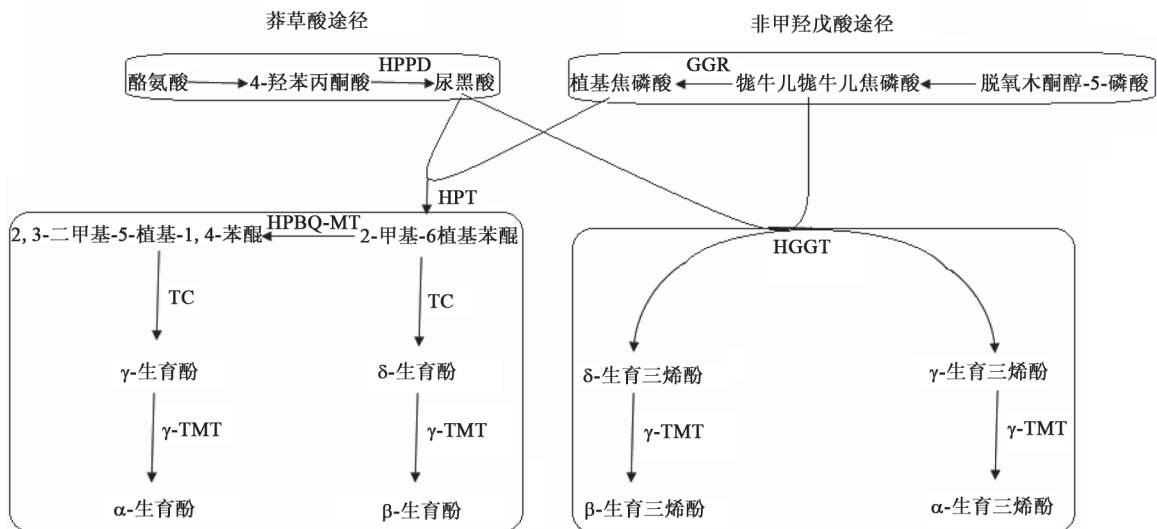 莽草酸途径
非甲羟戊酸途径
HPPD
GGR
酪氨酸 4-羟苯丙酮酸 尿黑酸
植基焦磷酸 牻牛儿牻牛儿焦磷酸 脱氧木酮醇-5-磷酸
HPT
HPBQ-MT
2, 3-二甲基-5-植基-1, 4-苯醌 2-甲基-6植基苯醌
HGGT
TC TC
γ-生育酚 δ-生育酚
δ-生育三烯酚 γ-生育三烯酚
γ-TMT γ-TMT
γ-TMT γ-TMT
α-生育酚 β-生育酚
β-生育三烯酚 α-生育三烯酚